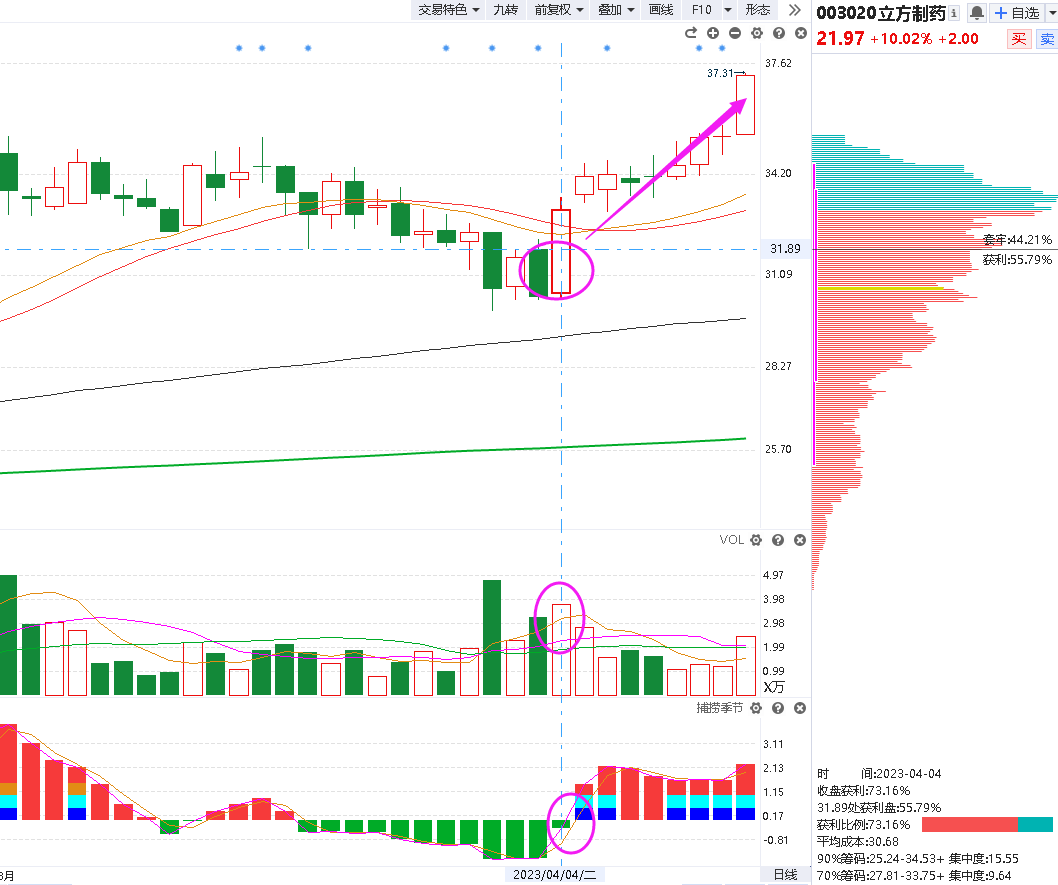 交易特色 九转 前复权 叠加 画线 F10 形态
003020 立方制药 自选
21.97 +10.02% +2.00 买 卖
37.62
37.31
34.20
套牢:44.21%
31.89
获利:55.79%
31.09
28.27
25.70
VOL
4.97
3.98
2.98
1.99
0.99
X万
捕捞季节
3.11
2.13
1.15
0.17
-0.81
时 间:2023-04-04
收盘获利:73.16%
31.89处获利盘:55.79%
获利比例:73.16%
平均成本:30.68
90%筹码:25.24-34.53+ 集中度:15.55
70%筹码:27.81-33.75+ 集中度:9.64
月 2023/04/04/二 日线